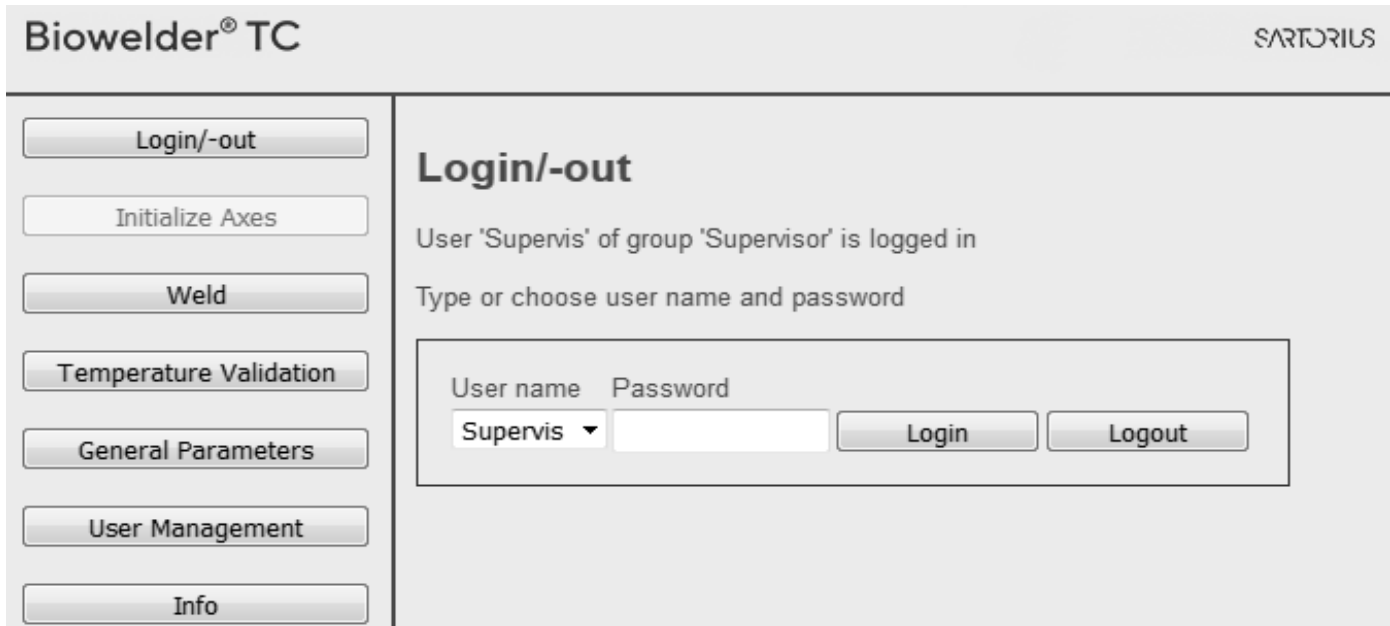 Biowelder® TC
SARTORIUS
Login/-out
Initialize Axes
Weld
Temperature Validation
General Parameters
User Management
Info
Login/-out
User 'Supervis' of group 'Supervisor' is logged in
Type or choose user name and password
User name Password
Supervis
Login
Logout